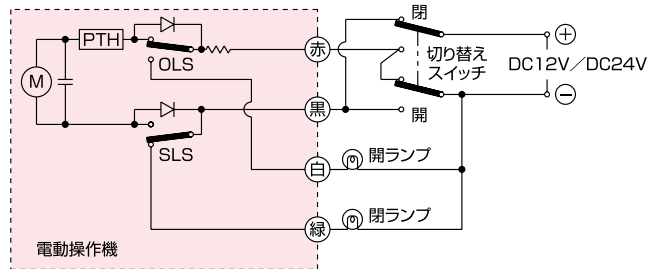 PTH
M
OLS
SLS
電動操作機
赤
黒
白
緑
閉
切り替え
スイッチ
開
開ランプ
閉ランプ
+
DC12V／DC24V
−